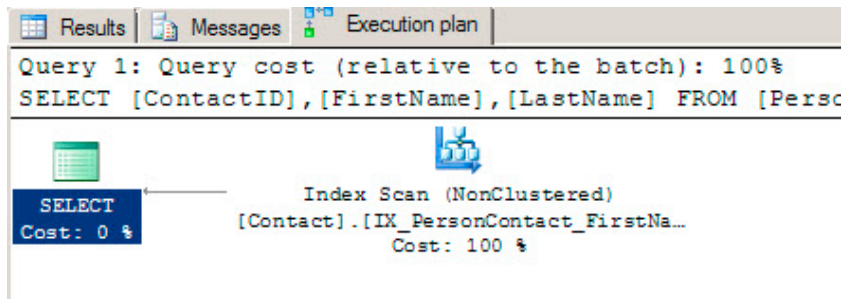 Results Messages Execution plan
Query 1: Query cost (relative to the batch): 100%
SELECT [ContactID],[FirstName],[LastName] FROM [Perso
SELECT
Cost: 0 %
Index Scan (NonClustered)
[Contact].[IX_PersonContact_FirstNa…
Cost: 100 %